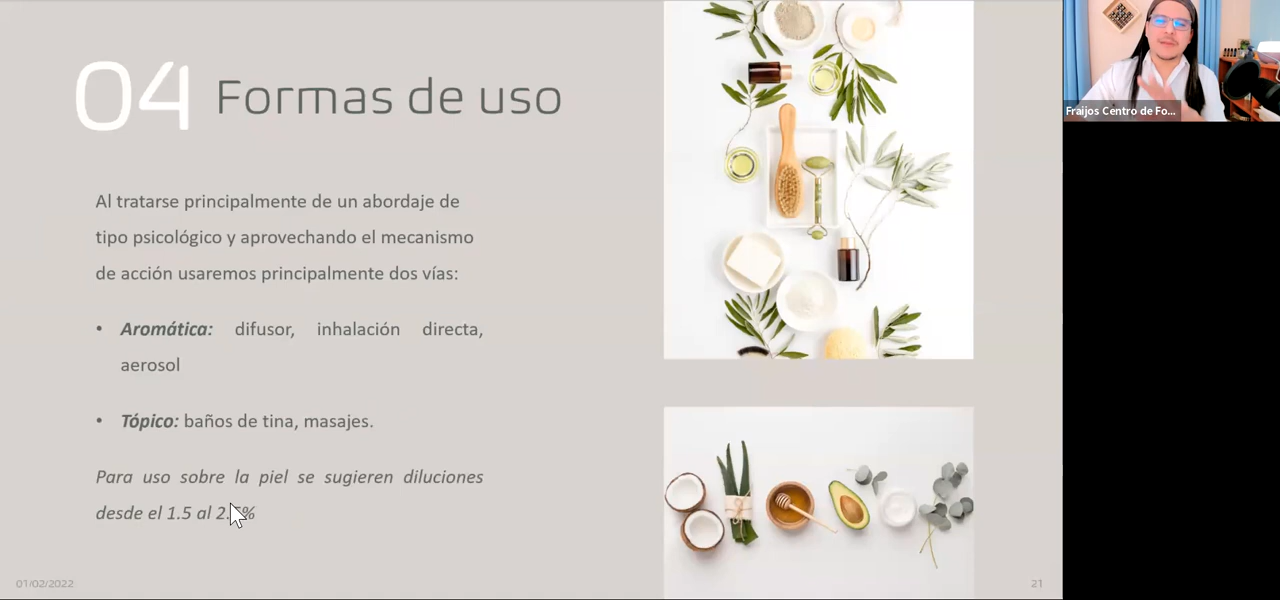 04 Formas de uso
Al tratarse principalmente de un abordaje de
tipo psicológico y aprovechando el mecanismo
de acción usaremos principalmente dos vías:
• Aromática: difusor, inhalación directa,
aerosol
• Tópico: baños de tina, masajes.
Para uso sobre la piel se sugieren diluciones
desde el 1.5 al
01/02/2022
21
Fraijos Centro de Fo...